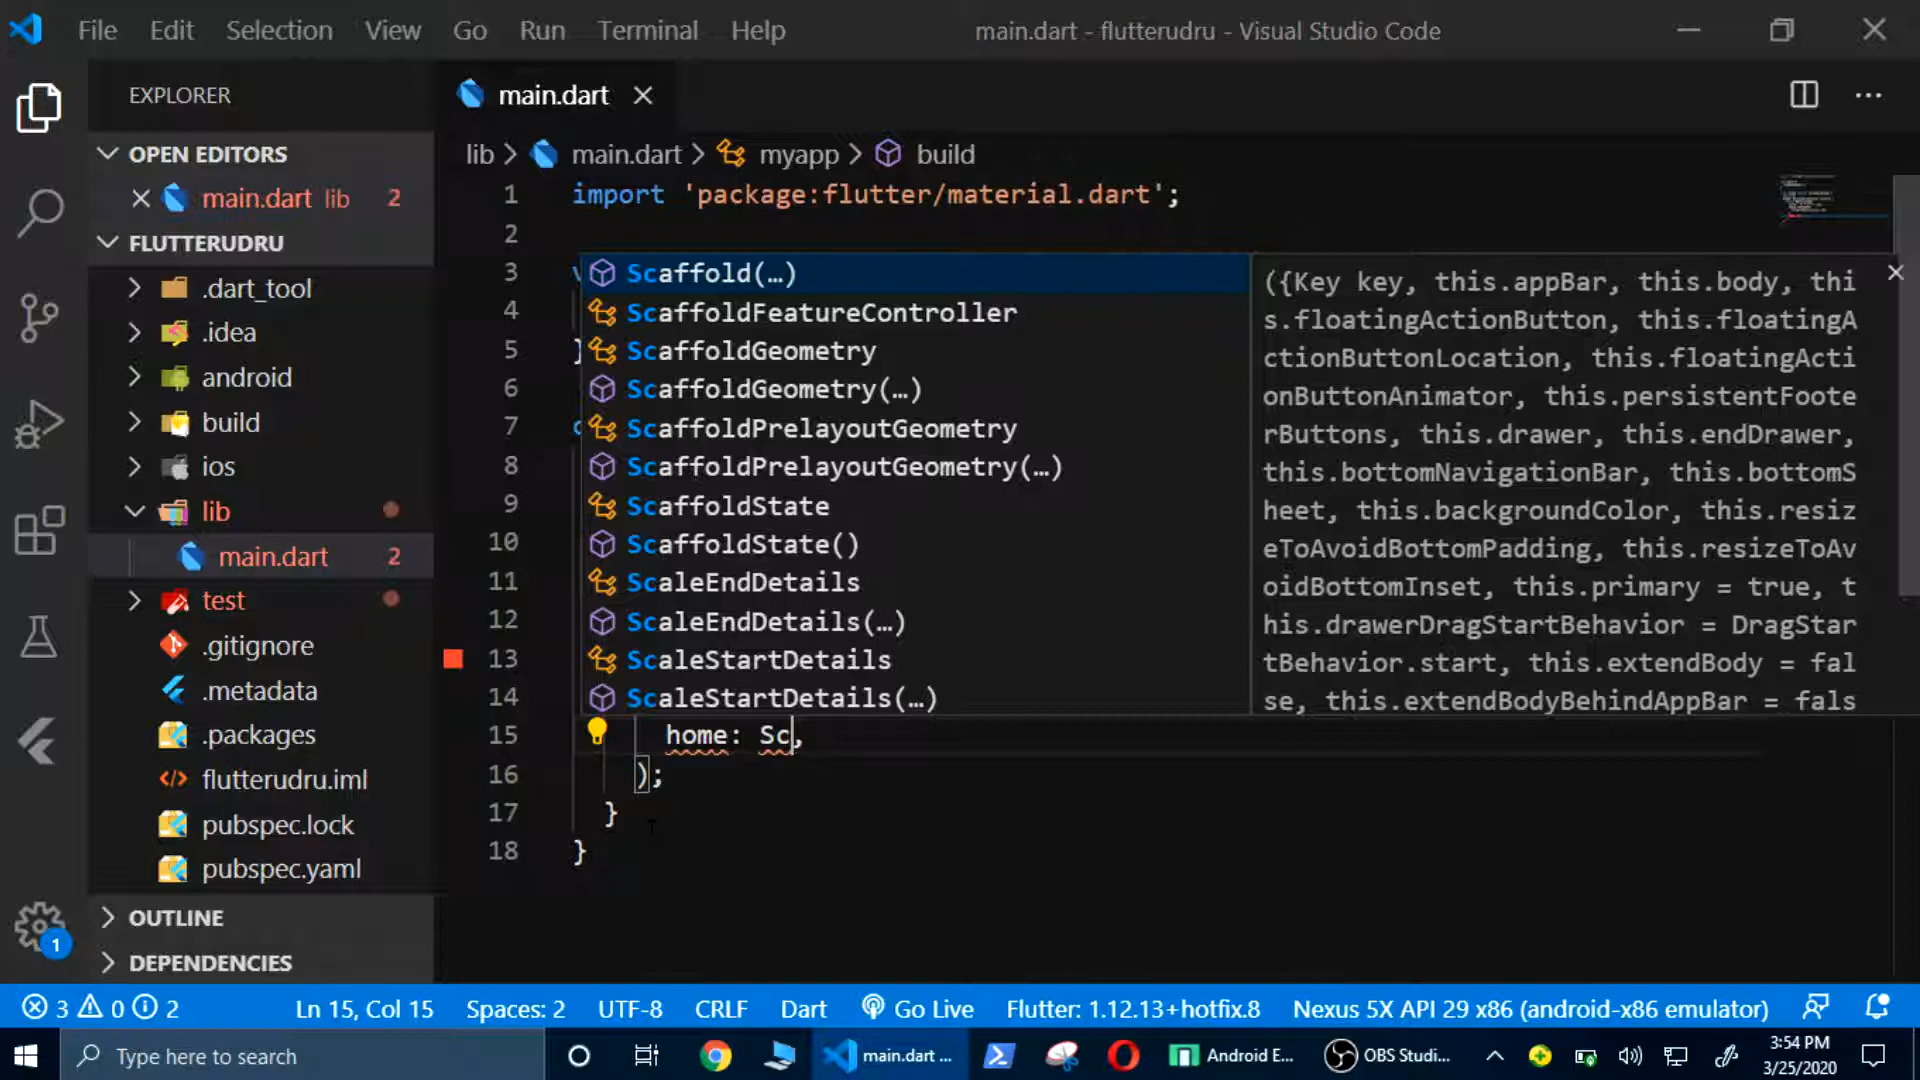 File Edit Selection View Go Run Terminal Help main.dart - flutterudru - Visual Studio Code
EXPLORER
main.dart
OPEN EDITORS
main.dart lib 2
FLUTTERUDRU
.dart_tool
.idea
android
build
ios
lib
main.dart 2
test
.gitignore
.metadata
.packages
flutterudru.iml
pubspec.lock
pubspec.yaml
OUTLINE
DEPENDENCIES
1
lib > main.dart > myapp > build
1 import 'package:flutter/material.dart';
2
3
4
5 }
6
7
8
9
10
11
12
13
14
15 home: Sc,
16 );
17 }
18 }
Scaffold(…)
ScaffoldFeatureController
ScaffoldGeometry
ScaffoldGeometry(…)
ScaffoldPrelayoutGeometry
ScaffoldPrelayoutGeometry(…)
ScaffoldState
ScaffoldState()
ScaleEndDetails
ScaleEndDetails(…)
ScaleStartDetails
ScaleStartDetails(…)
({Key key, this.appBar, this.body, thi
s.floatingActionButton, this.floatingA
ctionButtonLocation, this.floatingActi
onButtonAnimator, this.persistentFoote
rButtons, this.drawer, this.endDrawer,
this.bottomNavigationBar, this.bottomS
heet, this.backgroundColor, this.resiz
eToAvoidBottomPadding, this.resizeToAv
oidBottomInset, this.primary = true, t
his.drawerDragStartBehavior = DragStar
tBehavior.start, this.extendBody = fal
se, this.extendBodyBehindAppBar = fals
3 0 2 Ln 15, Col 15 Spaces: 2 UTF-8 CRLF Dart Go Live Flutter: 1.12.13+hotfix.8 Nexus 5X API 29 x86 (android-x86 emulator)
Type here to search
main.dart ...
Android E...
OBS Studi...
3:54 PM
3/25/2020